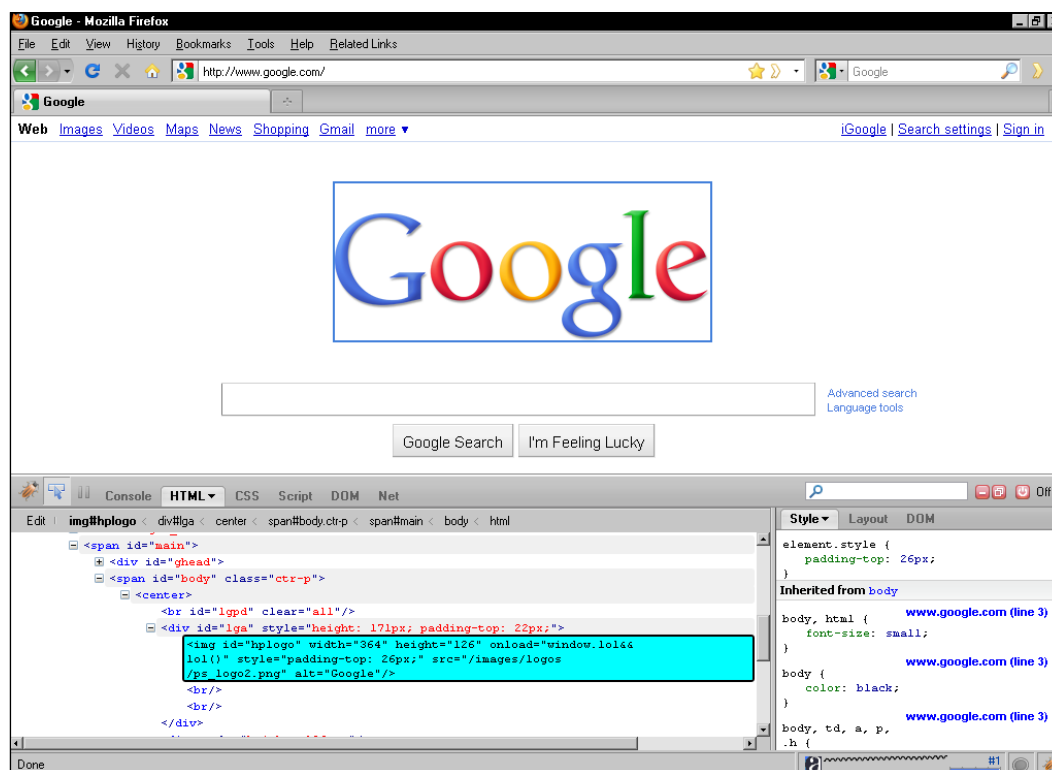 Google - Mozilla Firefox
File Edit View History Bookmarks Tools Help Related Links
http://www.google.com/ Google
Google
Web Images Videos Maps News Shopping Gmail more ▼ iGoogle | Search settings | Sign in
Google
Advanced search
Language tools
Google Search I'm Feeling Lucky
Console HTML CSS Script DOM Net Off
Edit img#hplogo < div#lga < center < span#body.ctr-p < span#main < body < html
Style Layout DOM
<span id="main">
<div id="ghead">
<span id="body" class="ctr-p">
<center>
<br id="lgpd" clear="all"/>
<div id="lga" style="height: 171px; padding-top: 22px;">
<img id="hplogo" width="364" height="126" onload="window.lol&&
lol()" style="padding-top: 26px;" src="/images/logos
/ps_logo2.png" alt="Google"/>
<br/>
<br/>
</div>
element.style {
padding-top: 26px;
}
Inherited from body
www.google.com (line 3)
body, html {
font-size: small;
}
www.google.com (line 3)
body {
color: black;
}
www.google.com (line 3)
body, td, a, p,
.h {
Done #1